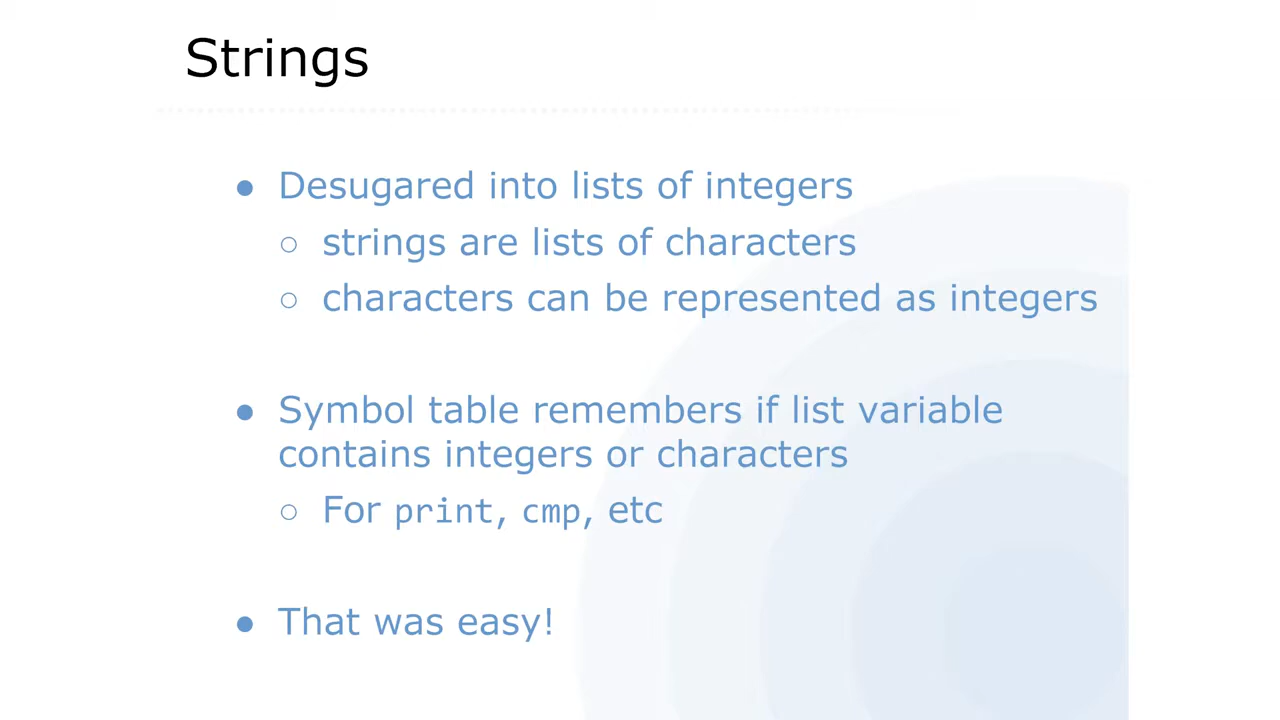 Strings
● Desugared into lists of integers
○ strings are lists of characters
○ characters can be represented as integers
● Symbol table remembers if list variable
contains integers or characters
○ For print, cmp, etc
● That was easy!